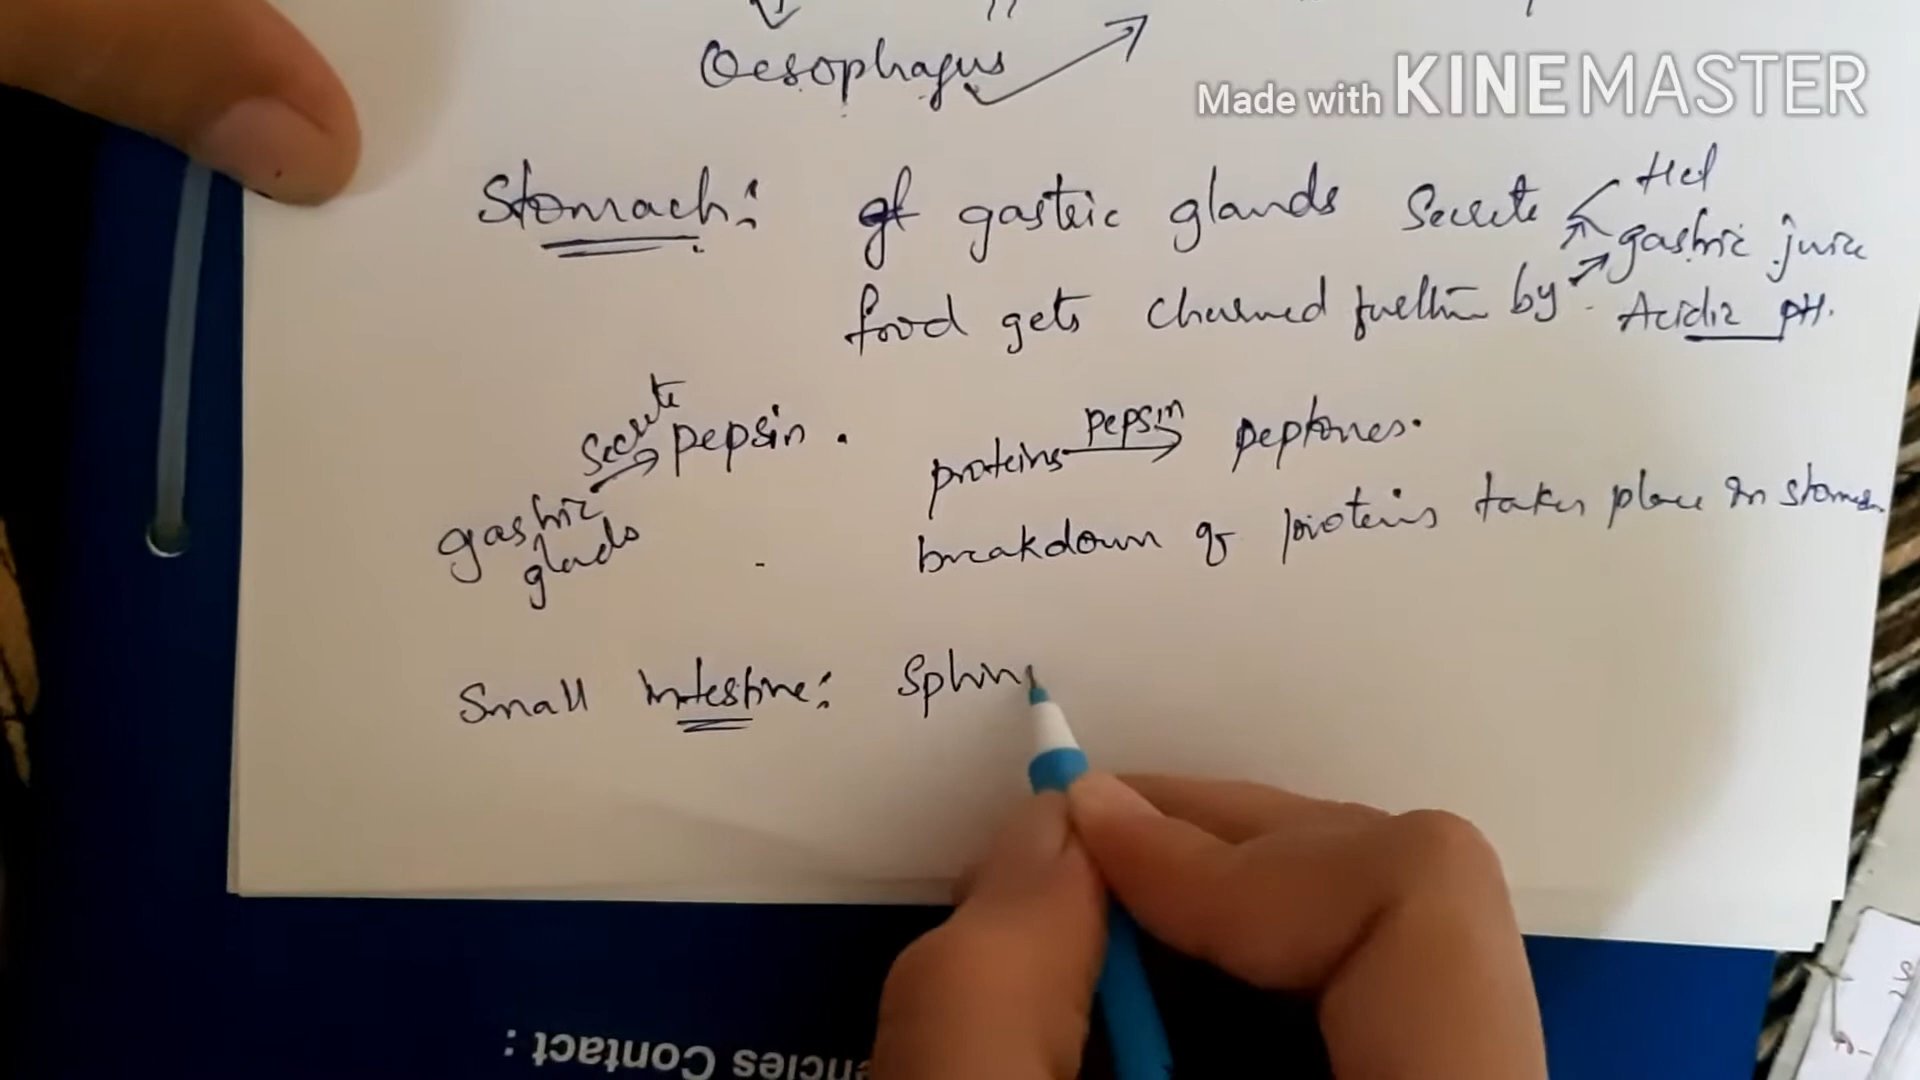 Oesophagus
Made with KINEMASTER
Stomach: gastric glands secrete Hcl
gastric juice
food gets churned by Acidic pH.
secrete
pepsin.
pepsin
proteins → peptones.
gastric
glands
breakdown of proteins takes place in stomach
Small intestine: Sphin
encies Contact :